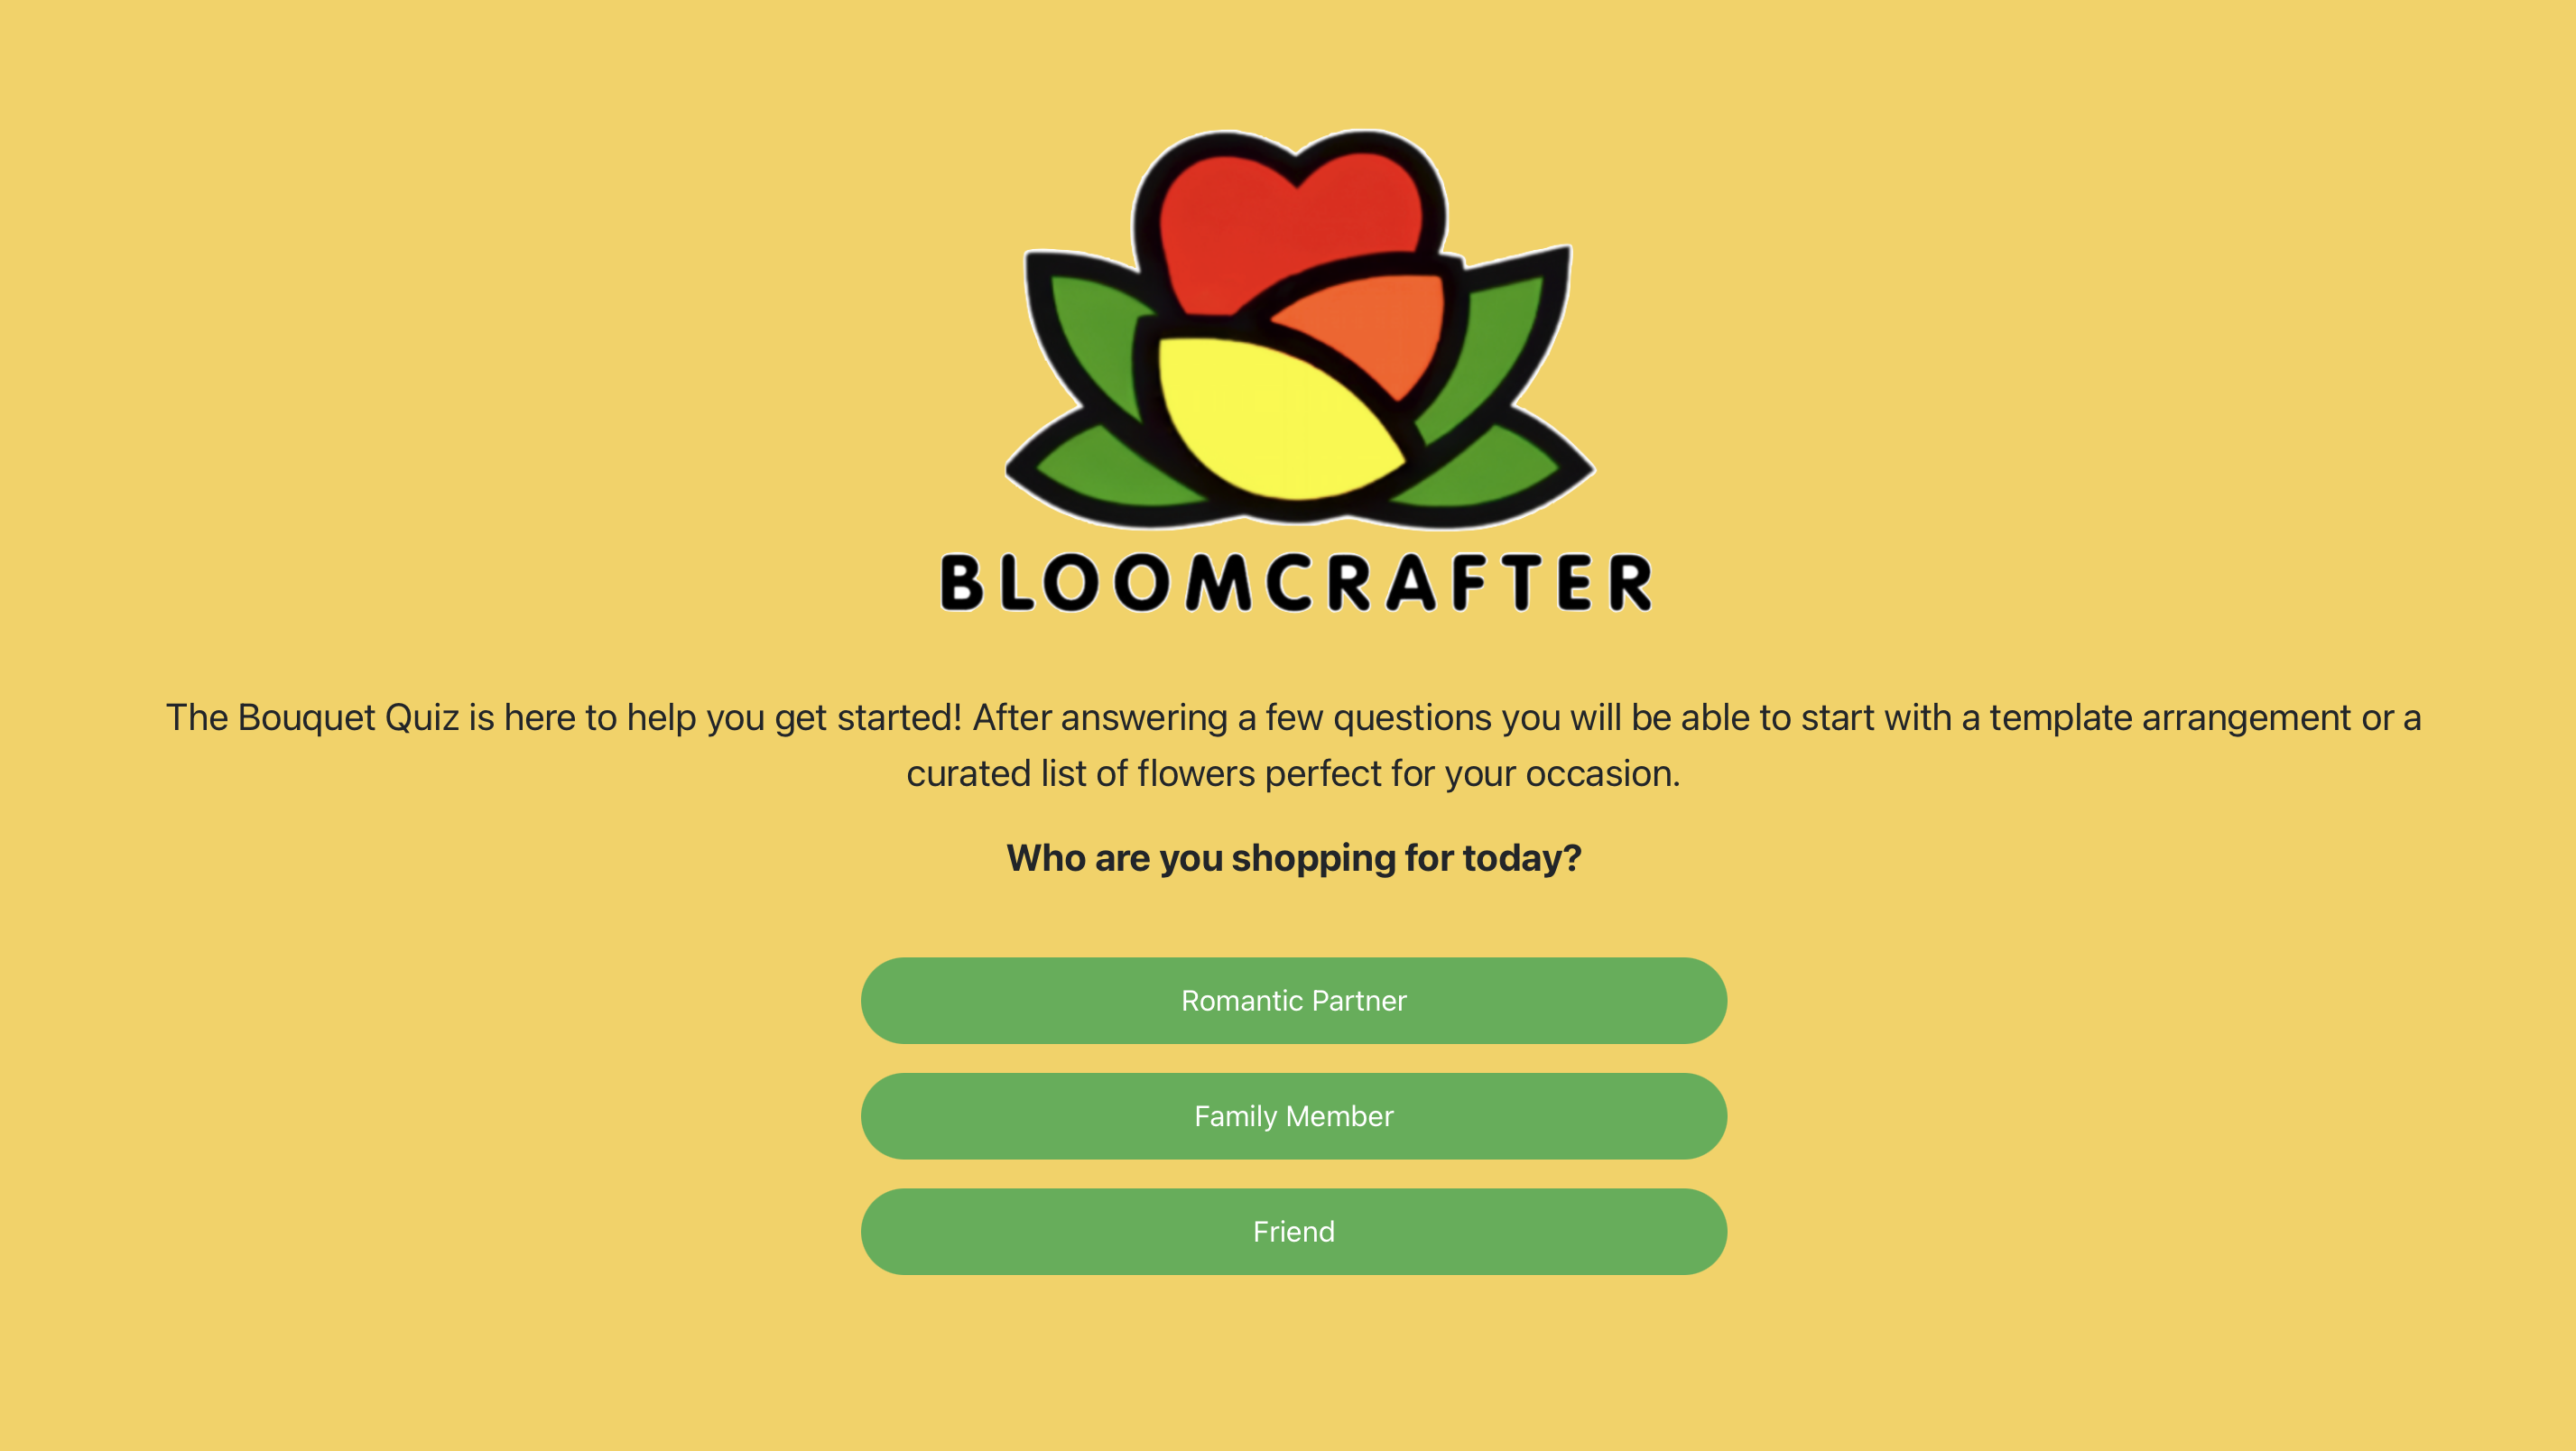 BLOOMCRAFTER
The Bouquet Quiz is here to help you get started! After answering a few questions you will be able to start with a template arrangement or a
curated list of flowers perfect for your occasion.
Who are you shopping for today?
Romantic Partner
Family Member
Friend